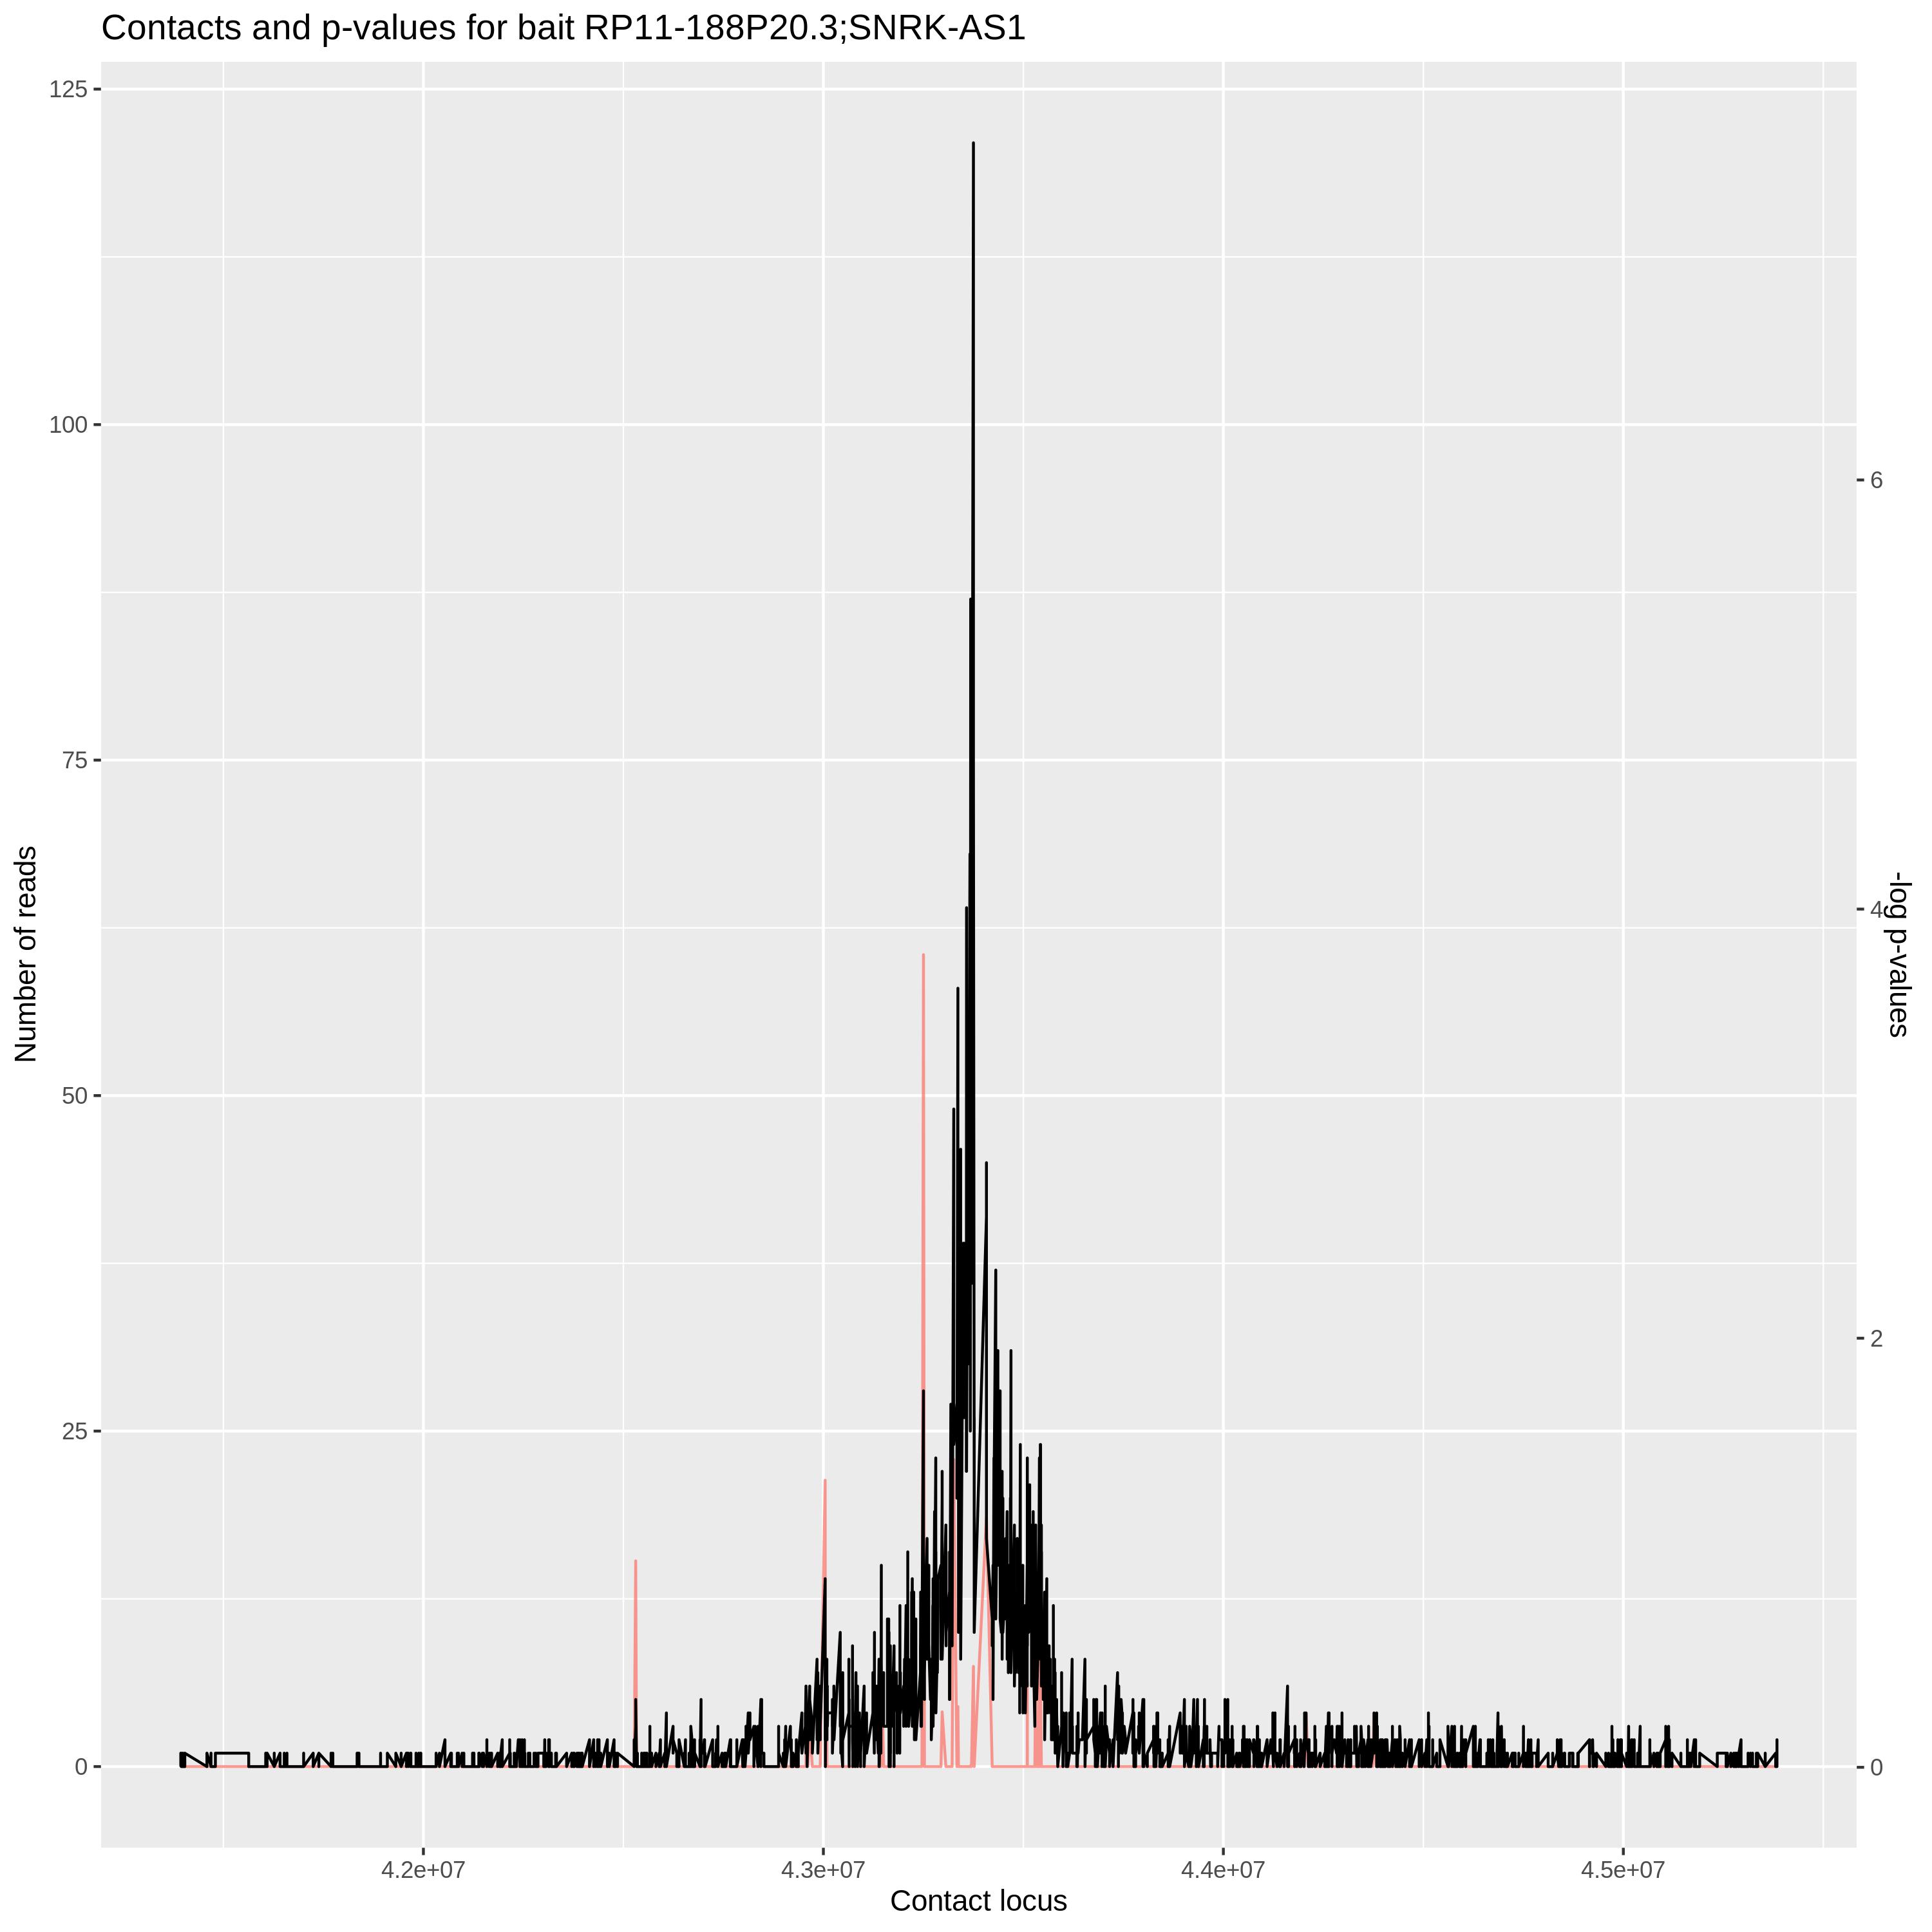 Contacts and p-values for bait RP11-188P20.3;SNRK-AS1
125
100
75
50
25
0
Number of reads
6
4
2
0
-log p-values
4.2e+07
4.3e+07
4.4e+07
4.5e+07
Contact locus